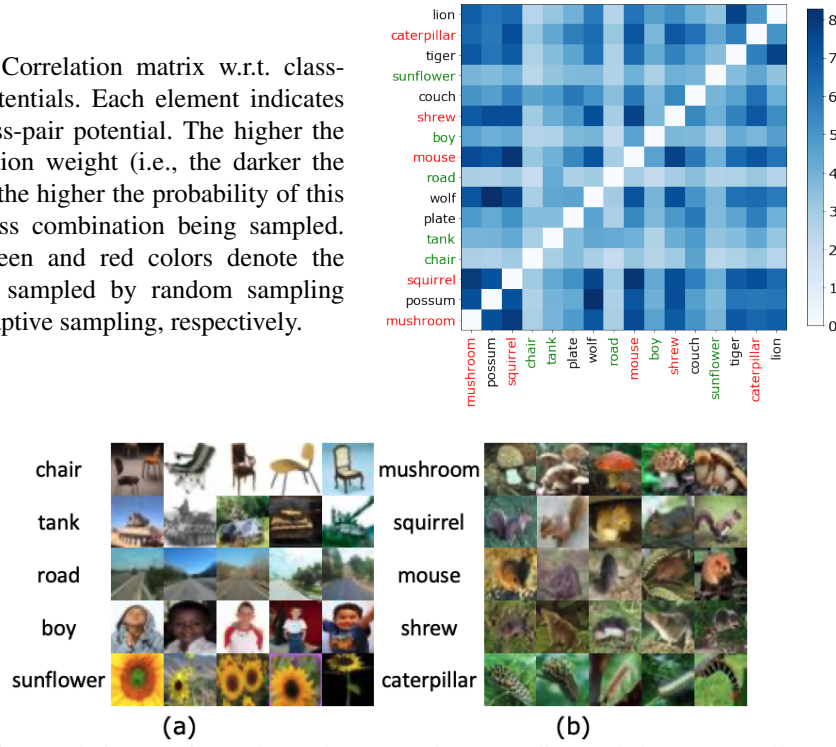 Correlation matrix w.r.t. class-
tentials. Each element indicates
ss-pair potential. The higher the
tion weight (i.e., the darker the
the higher the probability of this
ss combination being sampled.
een and red colors denote the
sampled by random sampling
ptive sampling, respectively.
lion
caterpillar
tiger
sunflower
couch
shrew
boy
mouse
road
wolf
plate
tank
chair
squirrel
possum
mushroom
mushroom
possum
squirrel
chair
tank
plate
wolf
road
mouse
boy
shrew
couch
sunflower
tiger
caterpillar
lion
8
7
6
5
4
3
2
1
0
chair
tank
road
boy
sunflower
(a)
mushroom
squirrel
mouse
shrew
caterpillar
(b)